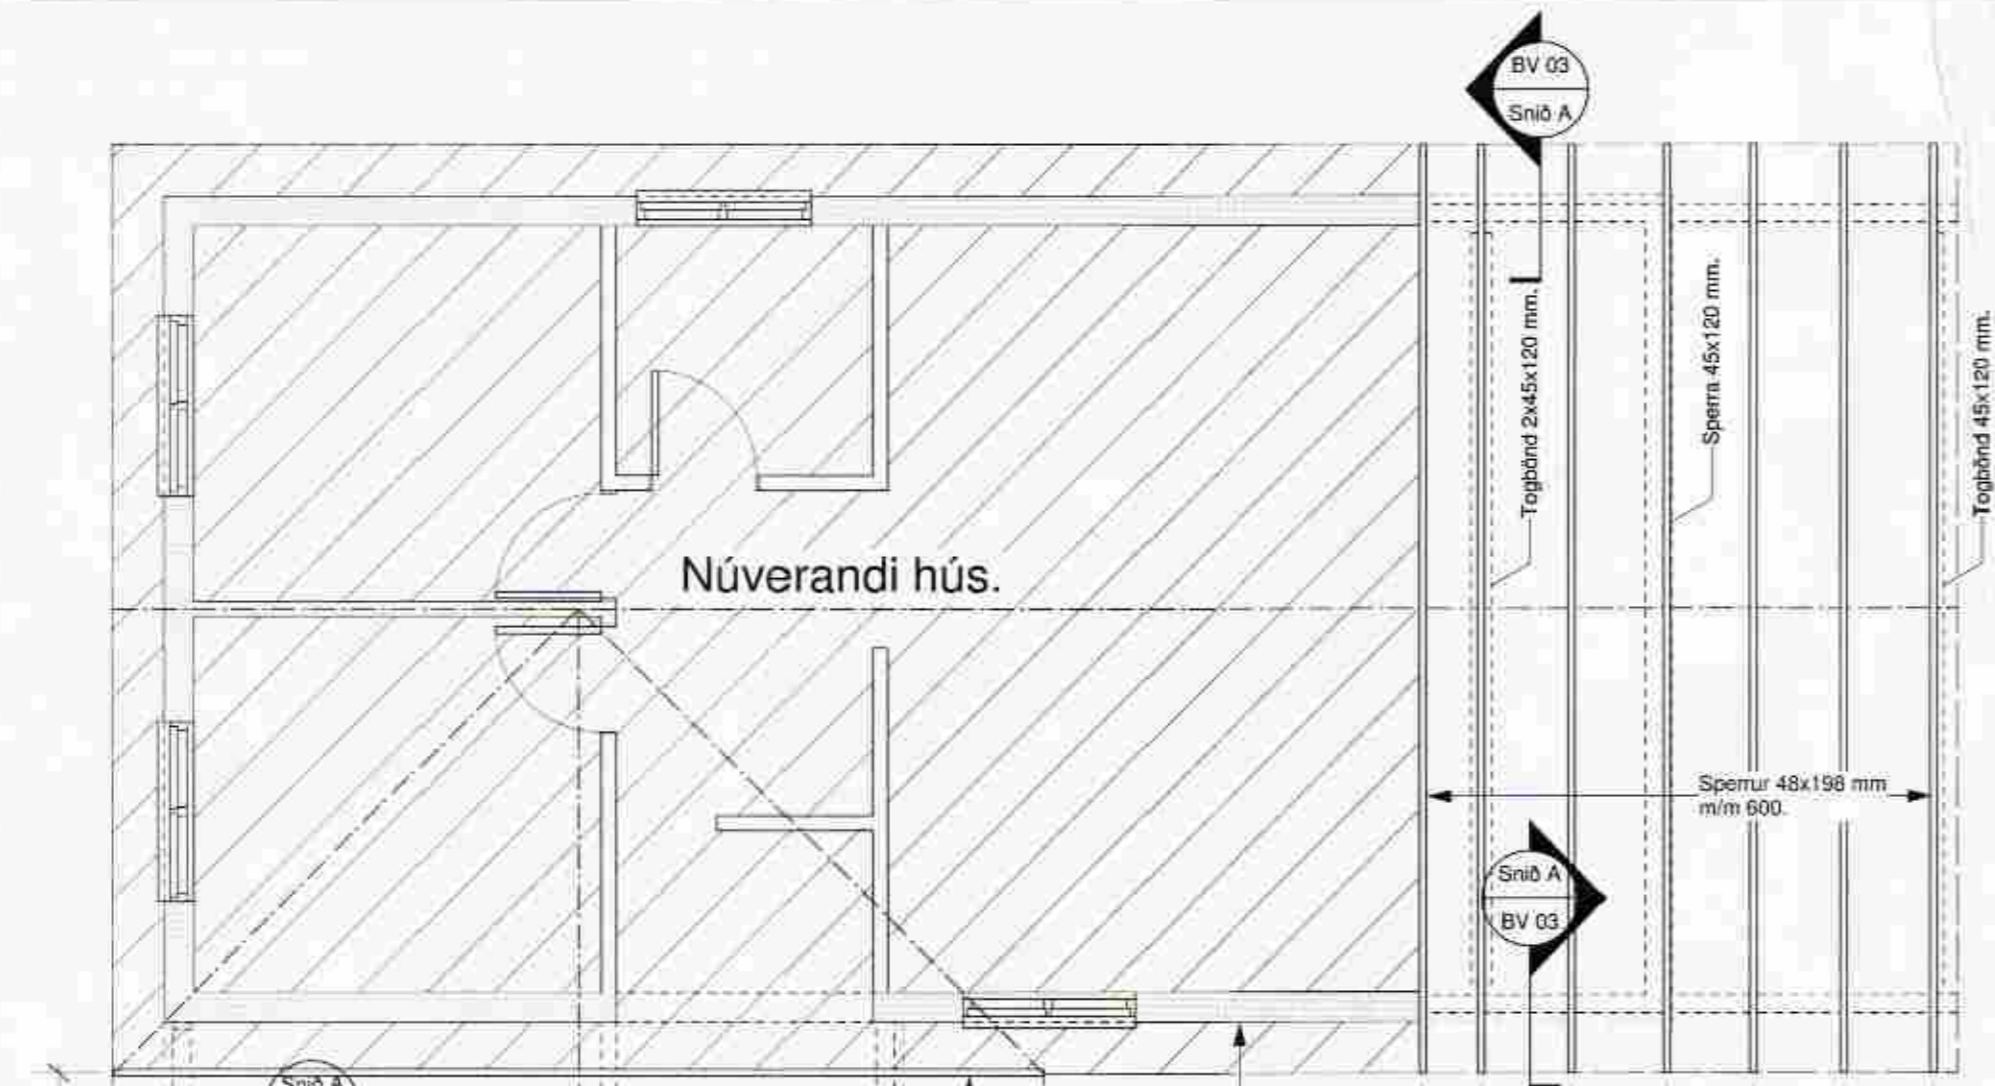 BV 03
Snið A
Togbönd 2x45x120 mm.
Sperra 45x120 mm.
Togbönd 45x120 mm.
Núverandi hús.
Sperrur 48x198 mm
m/m 600.
Snið A
BV 03
Snið A